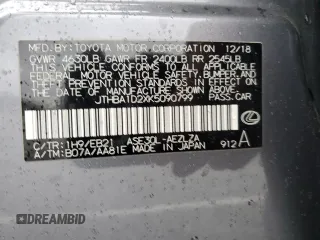 MFD. BY: TOYOTA MOTOR CORPORATION 12/18
GVWR 4630LB GAWR FR 2400LB RR 2545LB
THIS VEHICLE CONFORMS TO ALL APPLICABLE FEDERAL MOTOR
VEHICLE SAFETY, BUMPER, AND THEFT PREVENTION STANDARDS
IN EFFECT ON THE DATE OF MANUFACTURE SHOWN ABOVE.
JTHBA1D2XK5090799
PASS. CAR
C/TR: 1H9/EB21 ASE30L-AEZLZA
A/TM: B07A/AA81E MADE IN JAPAN 912 A
DREAMBID